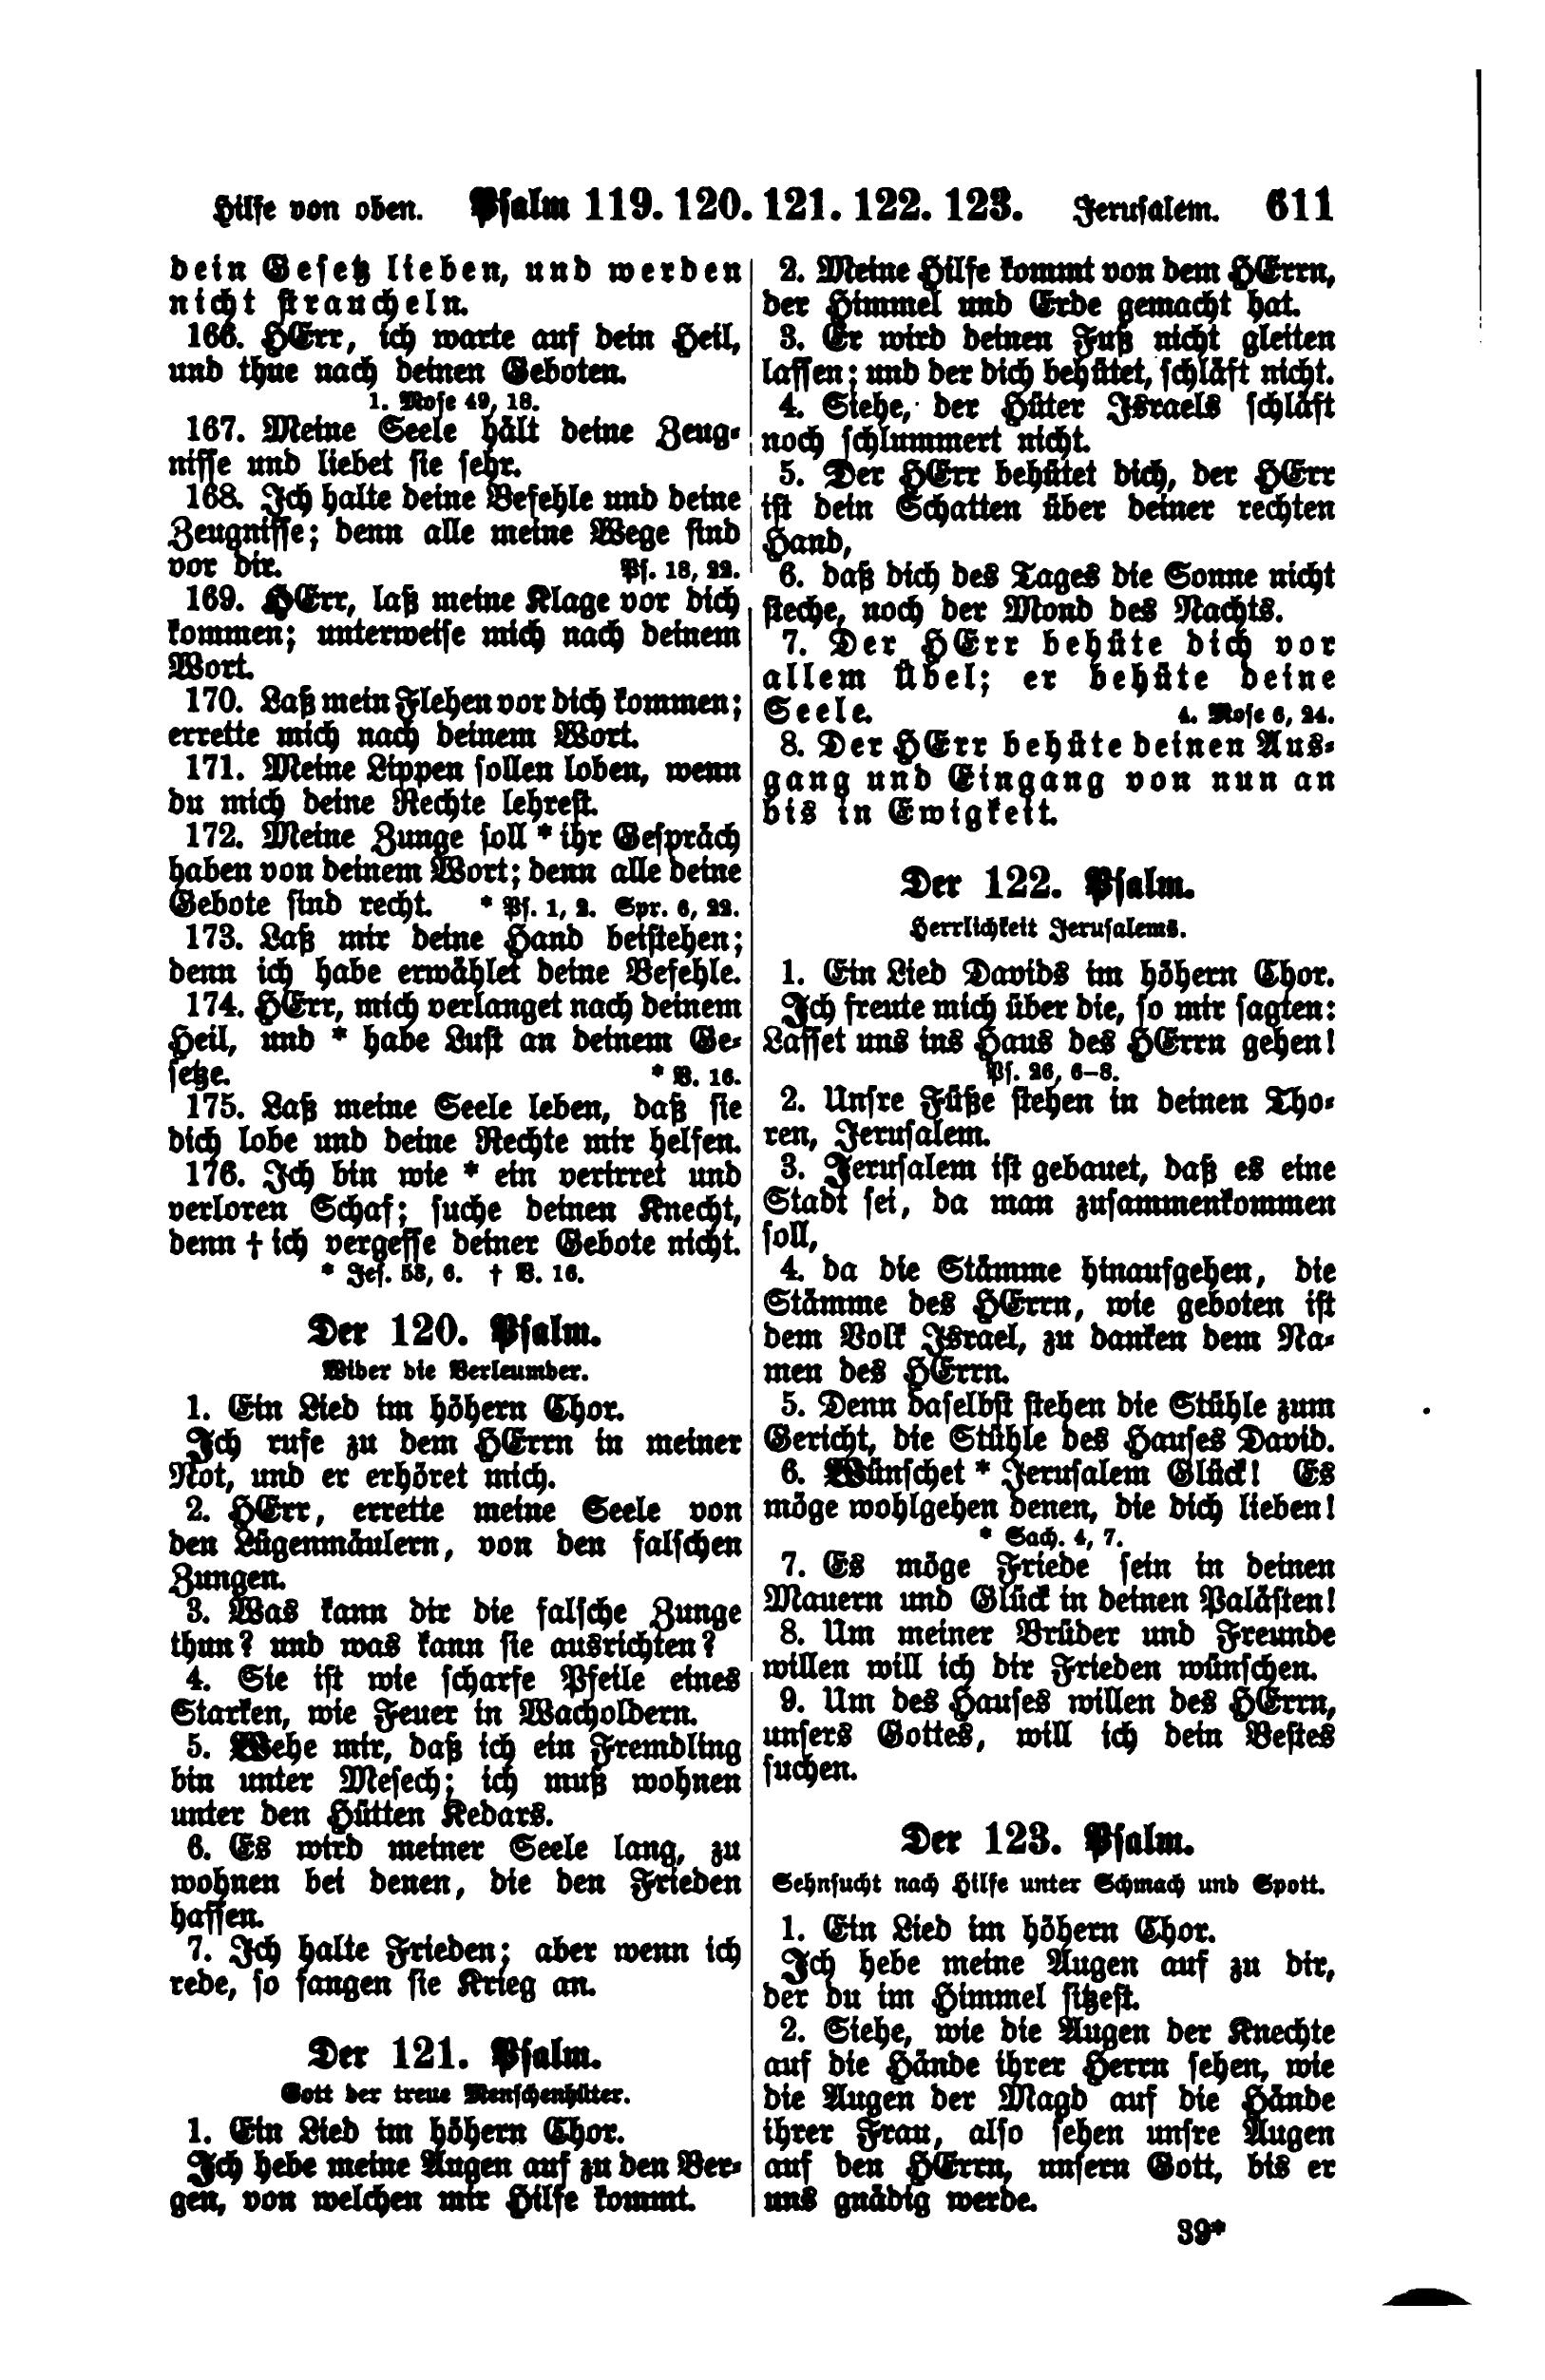 Hilfe von oben. Psalm 119. 120. 121. 122. 123. Jerusalem. 611
dein Gesetz lieben, und werden
nicht straucheln.
166. HErr, ich warte auf dein Heil,
und thue nach deinen Geboten.
1. Mose 49, 18.
167. Meine Seele hält deine Zeug-
nisse und liebet sie sehr.
168. Ich halte deine Befehle und deine
Zeugnisse; denn alle meine Wege sind
vor dir. Ps. 18, 22.
169. HErr, laß meine Klage vor dich
kommen; unterweise mich nach deinem
Wort.
170. Laß mein Flehen vor dich kommen;
errette mich nach deinem Wort.
171. Meine Lippen sollen loben, wenn
du mich deine Rechte lehrest.
172. Meine Zunge soll * ihr Gespräch
haben von deinem Wort; denn alle deine
Gebote sind recht. * Ps. 1, 2. Spr. 6, 22.
173. Laß mir deine Hand beistehen;
denn ich habe erwählet deine Befehle.
174. HErr, mich verlanget nach deinem
Heil, und * habe Lust an deinem Ge-
setze. * V. 16.
175. Laß meine Seele leben, daß sie
dich lobe und deine Rechte mir helfen.
176. Ich bin wie * ein verirret und
verloren Schaf; suche deinen Knecht,
denn † ich vergesse deiner Gebote nicht.
* Jes. 53, 6. † V. 16.
Der 120. Psalm.
Wider die Verleumder.
1. Ein Lied im höhern Chor.
Ich rufe zu dem HErrn in meiner
Not, und er erhöret mich.
2. HErr, errette meine Seele von
den Lügenmäulern, von den falschen
Zungen.
3. Was kann dir die falsche Zunge
thun? und was kann sie ausrichten?
4. Sie ist wie scharfe Pfeile eines
Starken, wie Feuer in Wacholdern.
5. Wehe mir, daß ich ein Fremdling
bin unter Mesech; ich muß wohnen
unter den Hütten Kedars.
6. Es wird meiner Seele lang, zu
wohnen bei denen, die den Frieden
hassen.
7. Ich halte Frieden; aber wenn ich
rede, so fangen sie Krieg an.
Der 121. Psalm.
Gott der treue Menschenhüter.
1. Ein Lied im höhern Chor.
Ich hebe meine Augen auf zu den Ber-
gen, von welchen mir Hilfe kommt.
2. Meine Hilfe kommt von dem HErrn,
der Himmel und Erde gemacht hat.
3. Er wird deinen Fuß nicht gleiten
lassen; und der dich behütet, schläft nicht.
4. Siehe, der Hüter Israels schläft
noch schlummert nicht.
5. Der HErr behütet dich, der HErr
ist dein Schatten über deiner rechten
Hand,
6. daß dich des Tages die Sonne nicht
steche, noch der Mond des Nachts.
7. Der HErr behüte dich vor
allem Übel; er behüte deine
Seele. 4. Mose 6, 24.
8. Der HErr behüte deinen Aus-
gang und Eingang von nun an
bis in Ewigkeit.
Der 122. Psalm.
Herrlichkeit Jerusalems.
1. Ein Lied Davids im höhern Chor.
Ich freute mich über die, so mir sagten:
Lasset uns ins Haus des HErrn gehen!
Ps. 26, 6–8.
2. Unsre Füße stehen in deinen Tho-
ren, Jerusalem.
3. Jerusalem ist gebauet, daß es eine
Stadt sei, da man zusammenkommen
soll,
4. da die Stämme hinaufgehen, die
Stämme des HErrn, wie geboten ist
dem Volk Israel, zu danken dem Na-
men des HErrn.
5. Denn daselbst stehen die Stühle zum
Gericht, die Stühle des Hauses David.
6. Wünschet * Jerusalem Glück! Es
möge wohlgehen denen, die dich lieben!
* Sach. 4, 7.
7. Es möge Friede sein in deinen
Mauern und Glück in deinen Palästen!
8. Um meiner Brüder und Freunde
willen will ich dir Frieden wünschen.
9. Um des Hauses willen des HErrn,
unsers Gottes, will ich dein Bestes
suchen.
Der 123. Psalm.
Sehnsucht nach Hilfe unter Schmach und Spott.
1. Ein Lied im höhern Chor.
Ich hebe meine Augen auf zu dir,
der du im Himmel sitzest.
2. Siehe, wie die Augen der Knechte
auf die Hände ihrer Herrn sehen, wie
die Augen der Magd auf die Hände
ihrer Frau, also sehen unsre Augen
auf den HErrn, unsern Gott, bis er
uns gnädig werde.
39*